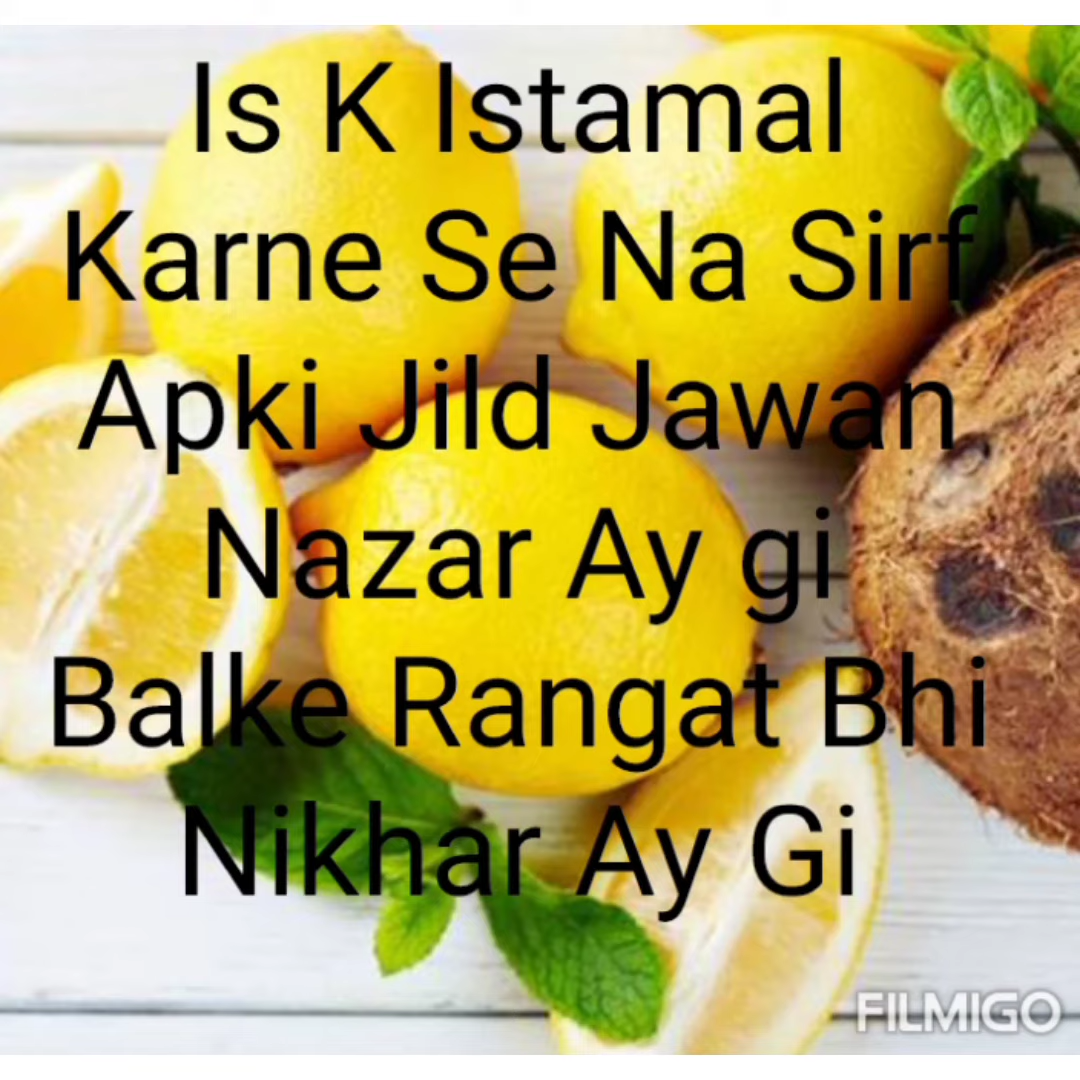 Is K Istamal
Karne Se Na Sirf
Apki Jild Jawan
Nazar Ay gi
Balke Rangat Bhi
Nikhar Ay Gi
FILMIGO